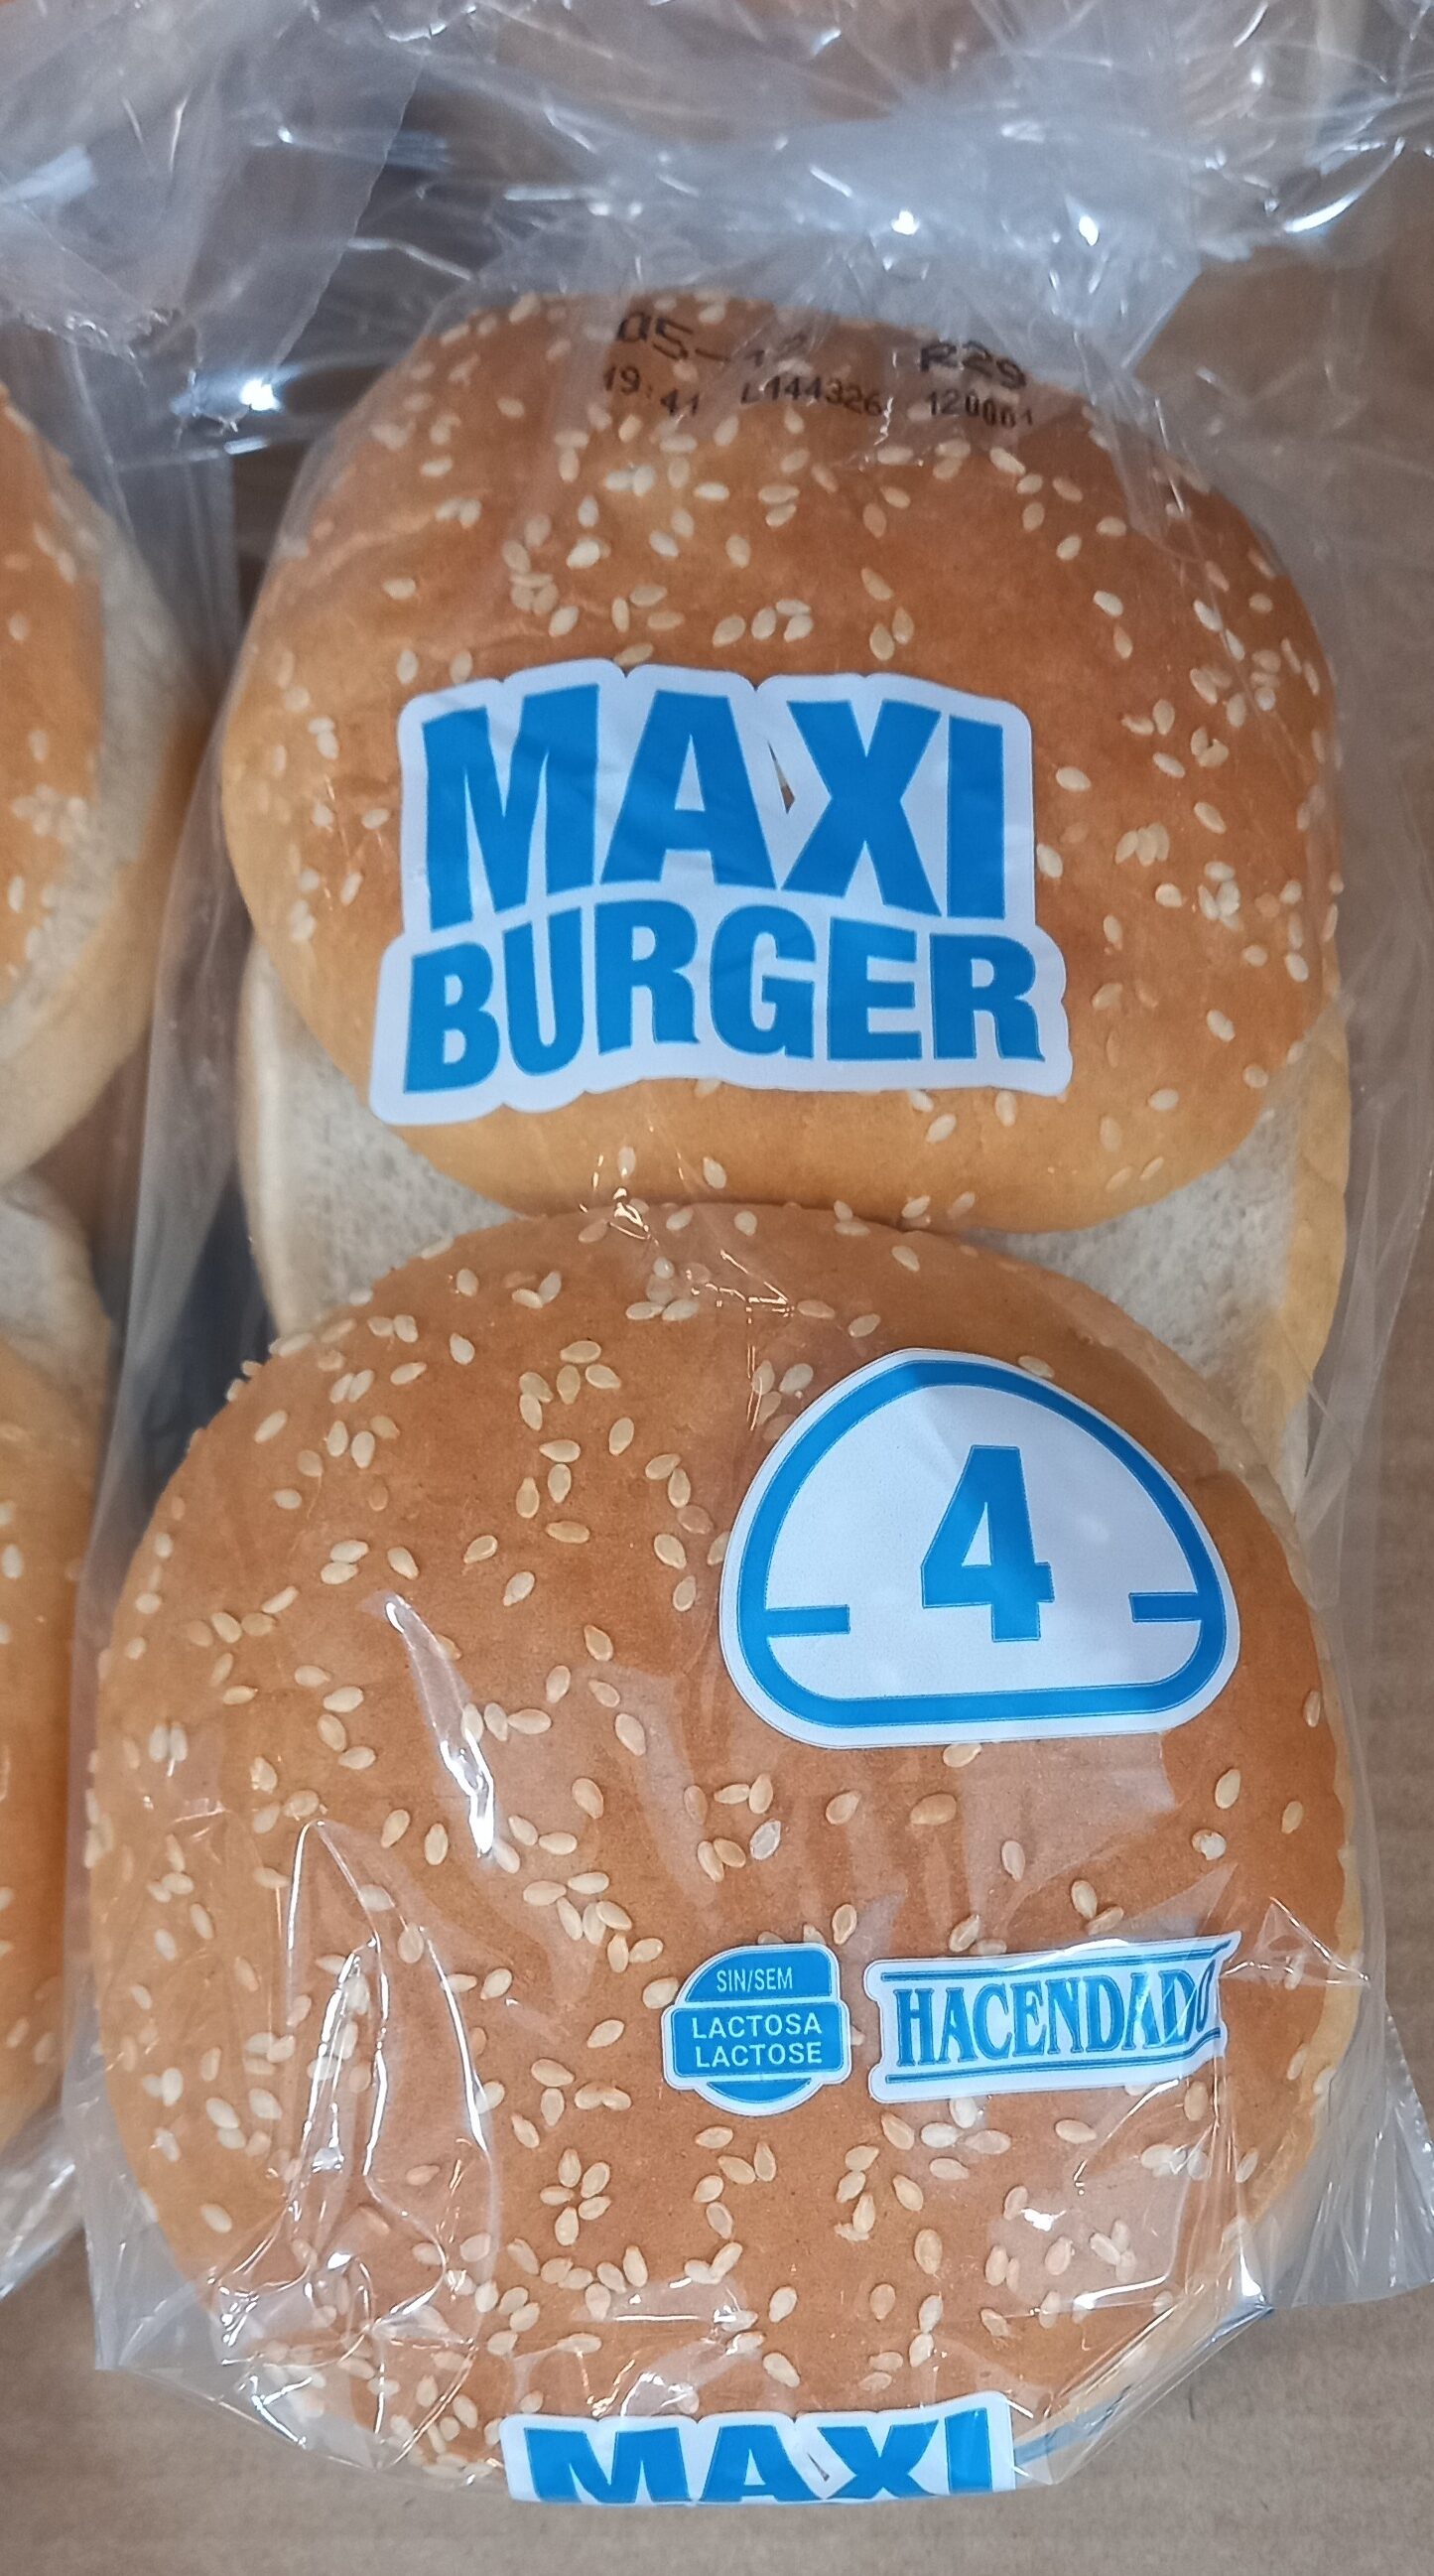 05-12 R29
19:41 L144326 120001
MAXI
BURGER
4
SIN/SEM
LACTOSA
LACTOSE
HACENDADO
MAXI